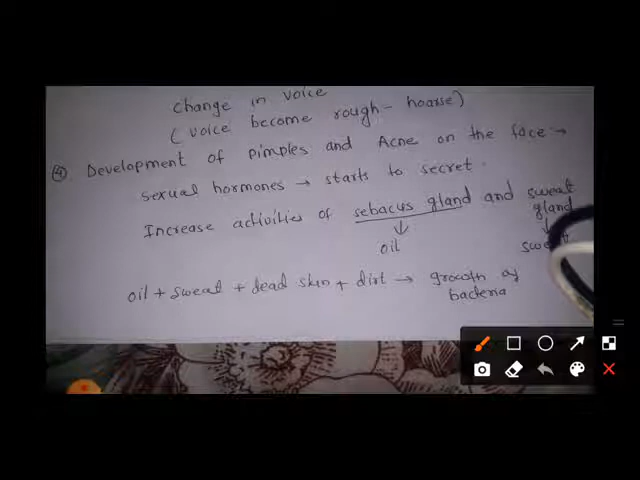 change in voice
(voice become rough - hoarse)
④ Development of Pimples and Acne on the face →
sexual hormones → starts to secret.
Increase activities of sebacus gland and sweat gland
↓ ↓
oil sweat
oil + sweat + dead skin + dirt → growth of bacteria